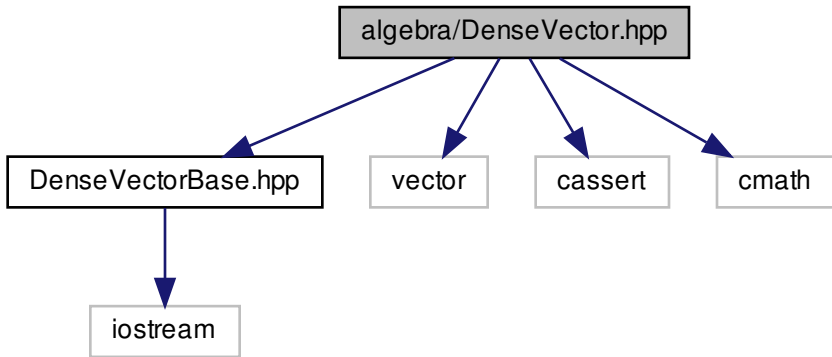 algebra/DenseVector.hpp
DenseVectorBase.hpp
vector
cassert
cmath
iostream